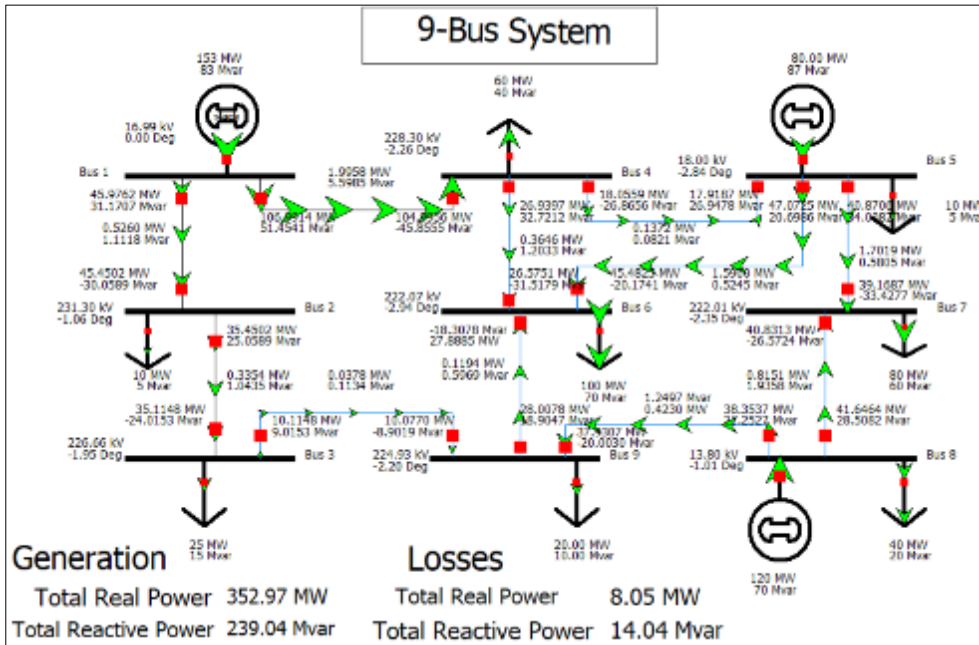 9-Bus System
153 MW
83 Mvar
60 MW
40 Mvar
80.00 MW
87 Mvar
16.99 kV
0.00 Deg
228.30 kV
-2.26 Deg
18.00 kV
-2.84 Deg
Bus 1
Bus 4
Bus 5
45.9762 MW
31.1707 Mvar
1.9958 MW
5.5985 Mvar
51.4541 Mvar
-45.8555 Mvar
26.9397 MW
32.7212 Mvar
18.0559 MW
-26.8656 Mvar
17.9187 MW
26.9478 Mvar
20.6986 Mvar
10 MW
5 Mvar
0.5260 MW
1.1118 Mvar
0.3646 MW
1.2033 Mvar
0.1372 MW
0.0821 Mvar
1.7019 MW
0.5805 Mvar
45.4502 MW
-30.0589 Mvar
26.5751 MW
-31.5179 Mvar
-20.1741 Mvar
0.5245 Mvar
39.1687 MW
-33.4277 Mvar
231.30 kV
-1.06 Deg
Bus 2
222.07 kV
-2.94 Deg
Bus 6
222.01 kV
-2.35 Deg
Bus 7
35.4502 MW
25.0589 Mvar
-18.3078 MW
27.8885 Mvar
40.8313 MW
-26.5724 Mvar
10 MW
5 Mvar
0.3354 MW
1.0435 Mvar
0.0378 MW
0.1134 Mvar
0.1194 MW
0.5969 Mvar
100 MW
70 Mvar
1.2497 MW
0.4230 MW
0.8151 MW
1.9358 Mvar
80 MW
60 Mvar
35.1148 MW
-24.0153 Mvar
10.1148 MW
9.0153 Mvar
10.0770 MW
-8.9019 Mvar
28.0078 MW
-20.0030 Mvar
38.3537 MW
41.6464 MW
28.5082 Mvar
226.66 kV
-1.95 Deg
Bus 3
224.93 kV
-2.20 Deg
Bus 9
13.80 kV
-1.01 Deg
Bus 8
25 MW
15 Mvar
20.00 MW
10.00 Mvar
120 MW
70 Mvar
40 MW
20 Mvar
Generation
Losses
Total Real Power 352.97 MW
Total Real Power 8.05 MW
Total Reactive Power 239.04 Mvar
Total Reactive Power 14.04 Mvar